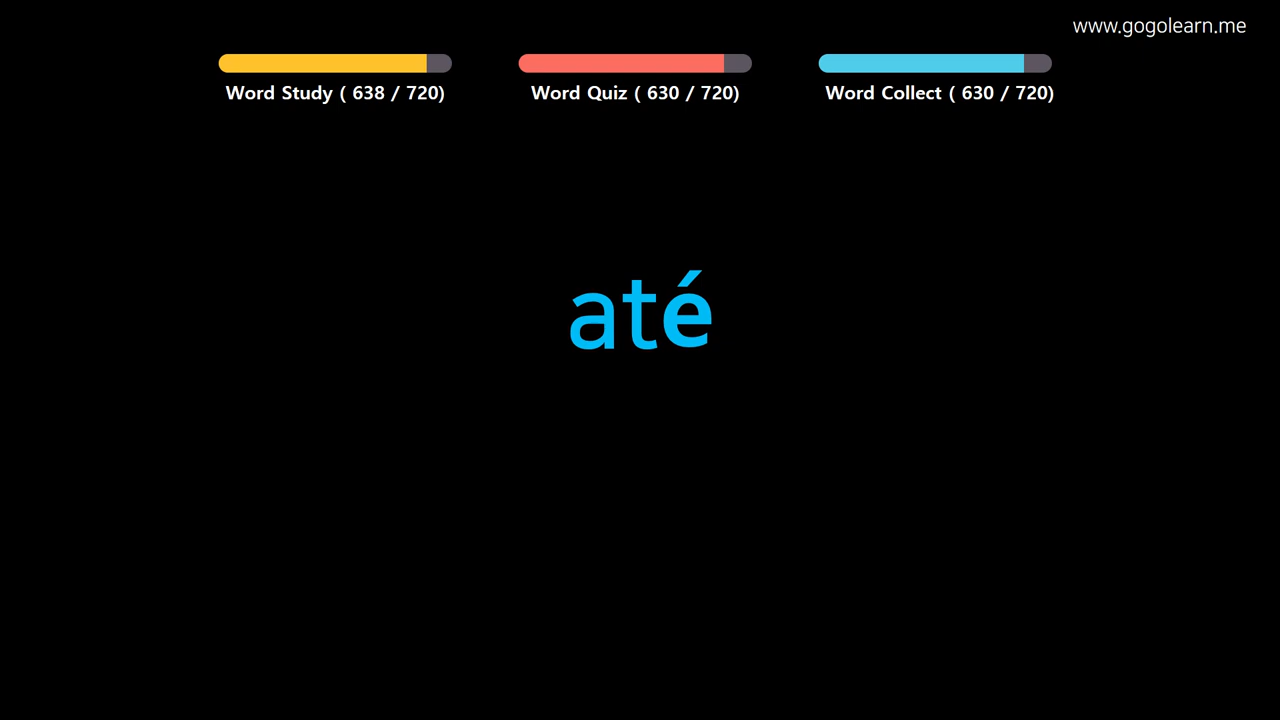 www.gogolearn.me
Word Study ( 638 / 720)
Word Quiz ( 630 / 720)
Word Collect ( 630 / 720)
até